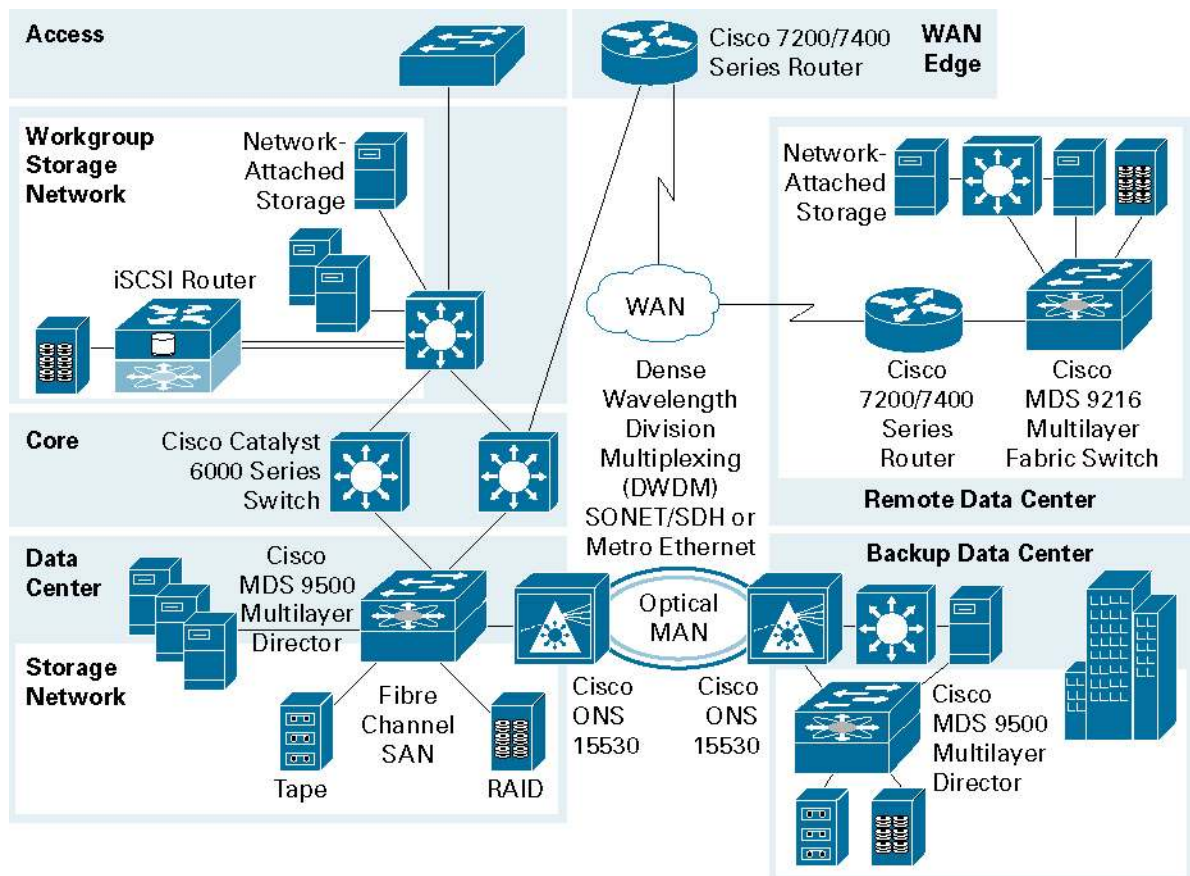 Access
Cisco 7200/7400
Series Router
WAN
Edge
Workgroup
Storage
Network
Network-
Attached
Storage
iSCSI Router
Network-
Attached
Storage
WAN
Cisco
7200/7400
Series
Router
Cisco
MDS 9216
Multilayer
Fabric Switch
Remote Data Center
Core
Cisco Catalyst
6000 Series
Switch
Dense
Wavelength
Division
Multiplexing
(DWDM)
SONET/SDH or
Metro Ethernet
Data
Center
Cisco
MDS 9500
Multilayer
Director
Optical
MAN
Backup Data Center
Storage
Network
Fibre
Channel
SAN
Tape
RAID
Cisco
ONS
15530
Cisco
ONS
15530
Cisco
MDS 9500
Multilayer
Director